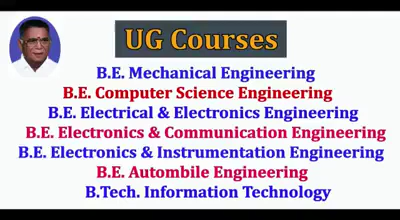 UG Courses
B.E. Mechanical Engineering
B.E. Computer Science Engineering
B.E. Electrical & Electronics Engineering
B.E. Electronics & Communication Engineering
B.E. Electronics & Instrumentation Engineering
B.E. Autombile Engineering
B.Tech. Information Technology